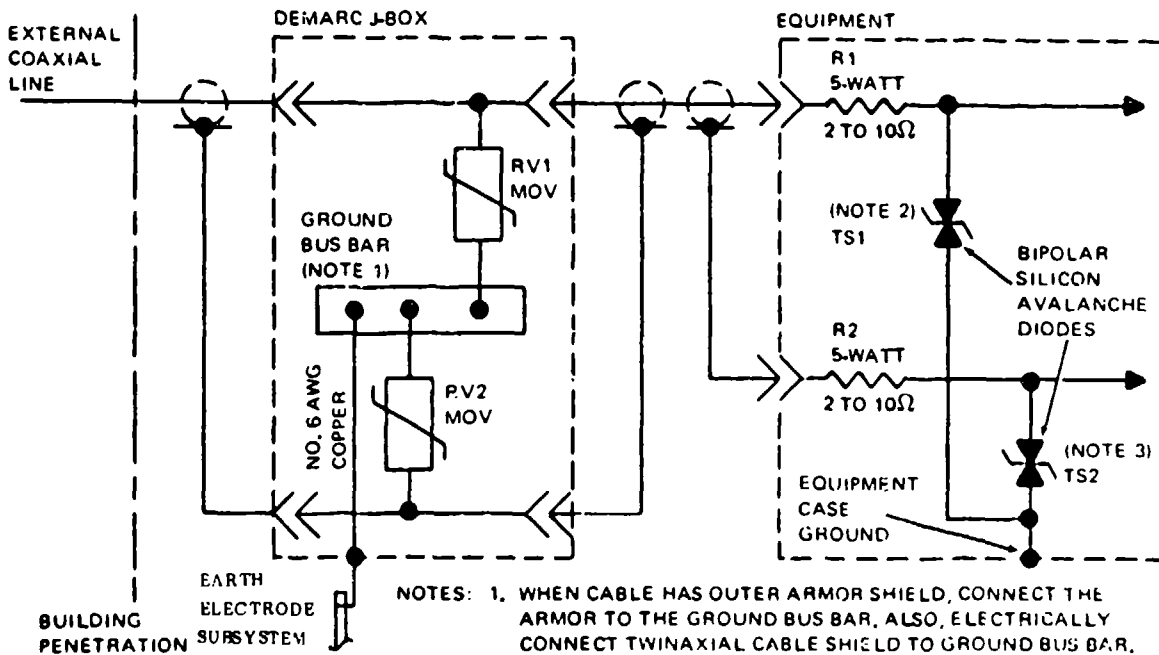 DEMARC J-BOX
EQUIPMENT
EXTERNAL
COAXIAL
LINE
R1
5-WATT
2 TO 10Ω
RV1
MOV
(NOTE 2)
TS1
GROUND
BUS BAR
(NOTE 1)
BIPOLAR
SILICON
AVALANCHE
DIODES
R2
5-WATT
2 TO 10Ω
NO. 6 AWG
COPPER
RV2
MOV
(NOTE 3)
TS2
EQUIPMENT
CASE
GROUND
EARTH
ELECTRODE
SUBSYSTEM
BUILDING
PENETRATION
NOTES: 1. WHEN CABLE HAS OUTER ARMOR SHIELD, CONNECT THE
ARMOR TO THE GROUND BUS BAR. ALSO, ELECTRICALLY
CONNECT TWINAXIAL CABLE SHIELD TO GROUND BUS BAR.